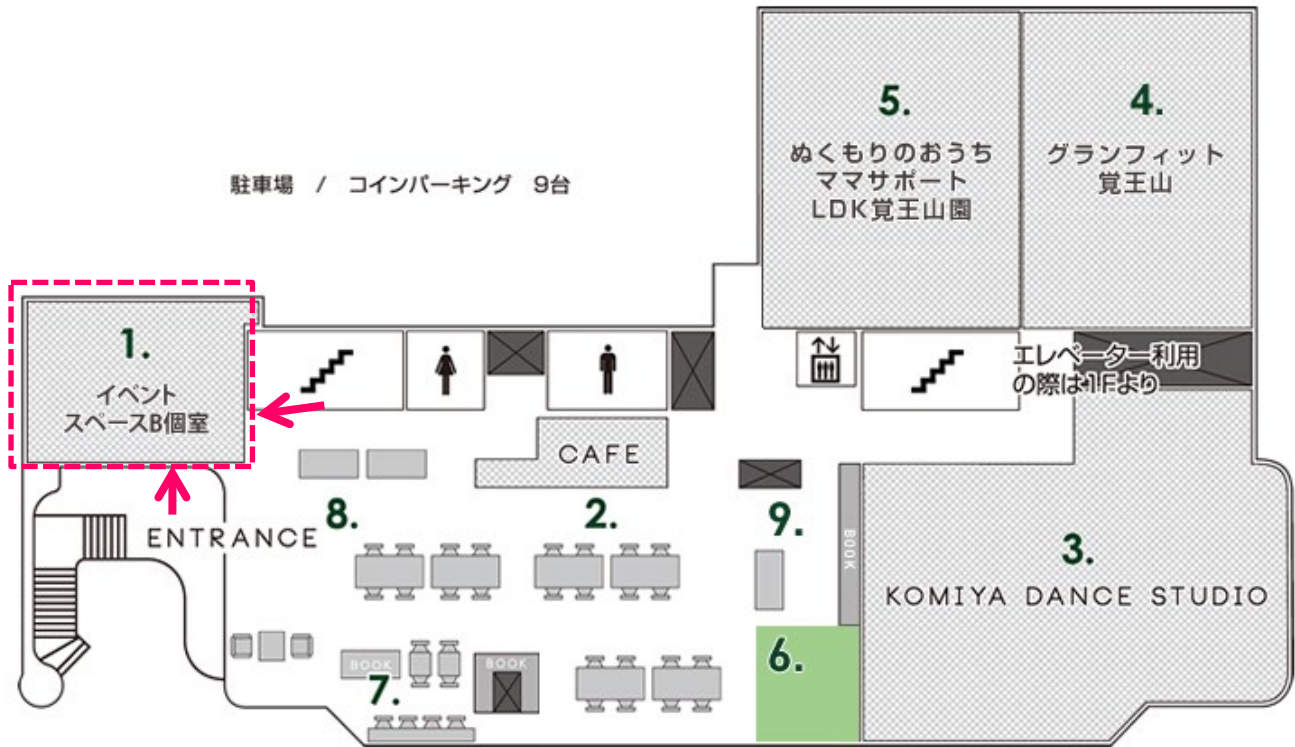 5.
ぬくもりのおうち
ママサポート
LDK覚王山園
4.
グランフィット
覚王山
駐車場 / コインパーキング 9台
1.
イベント
スペースB個室
エレベーター利用
の際は1Fより
CAFE
ENTRANCE
8.
2.
9.
BOOK
3.
KOMIYA DANCE STUDIO
6.
BOOK
7.
BOOK